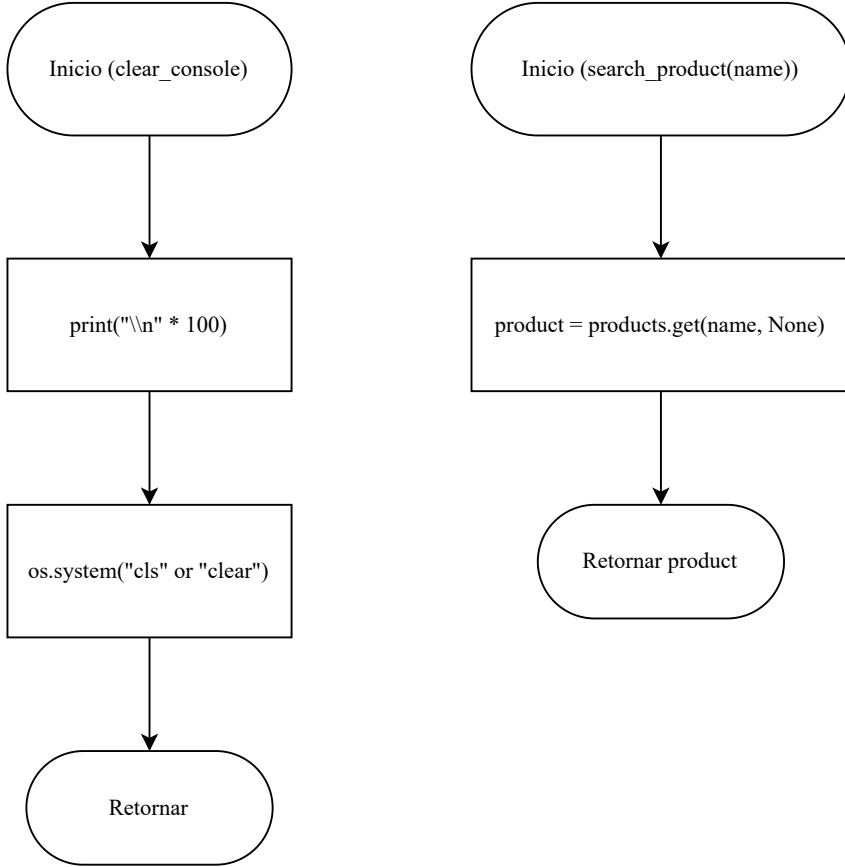 Inicio (clear_console)
print("\\n" * 100)
os.system("cls" or "clear")
Retornar
Inicio (search_product(name))
product = products.get(name, None)
Retornar product